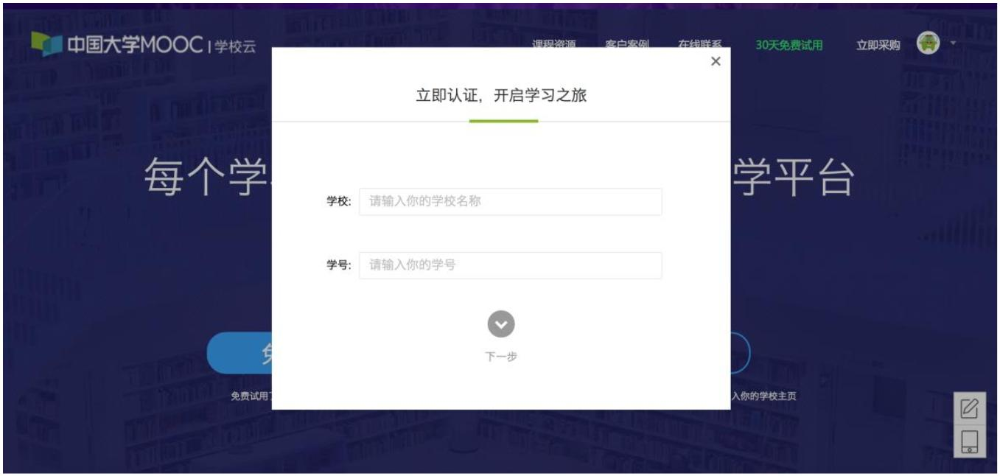 中国大学MOOC | 学校云
课程资源 客户案例 在线联系 30天免费试用 立即采购
立即认证，开启学习之旅
每个学 学平台
学校: 请输入你的学校名称
学号: 请输入你的学号
下一步
免费试用 入你的学校主页